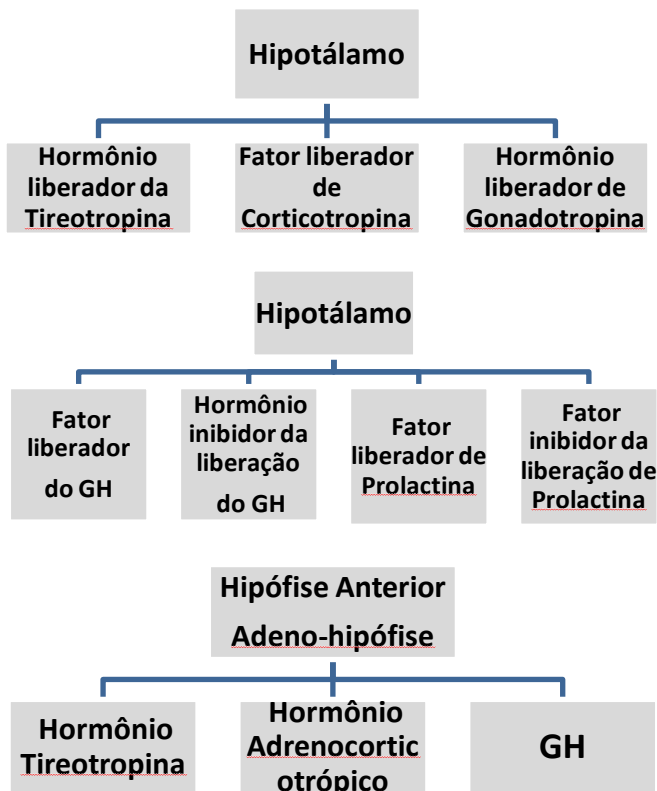 Hipotálamo
Hormônio
liberador da
Tireotropina
Fator liberador
de
Corticotropina
Hormônio
liberador de
Gonadotropina
Hipotálamo
Fator
liberador
do GH
Hormônio
inibidor da
liberação
do GH
Fator
liberador de
Prolactina
Fator
inibidor da
liberação de
Prolactina
Hipófise Anterior
Adeno-hipófise
Hormônio
Tireotropina
Hormônio
Adrenocortic
otrópico
GH